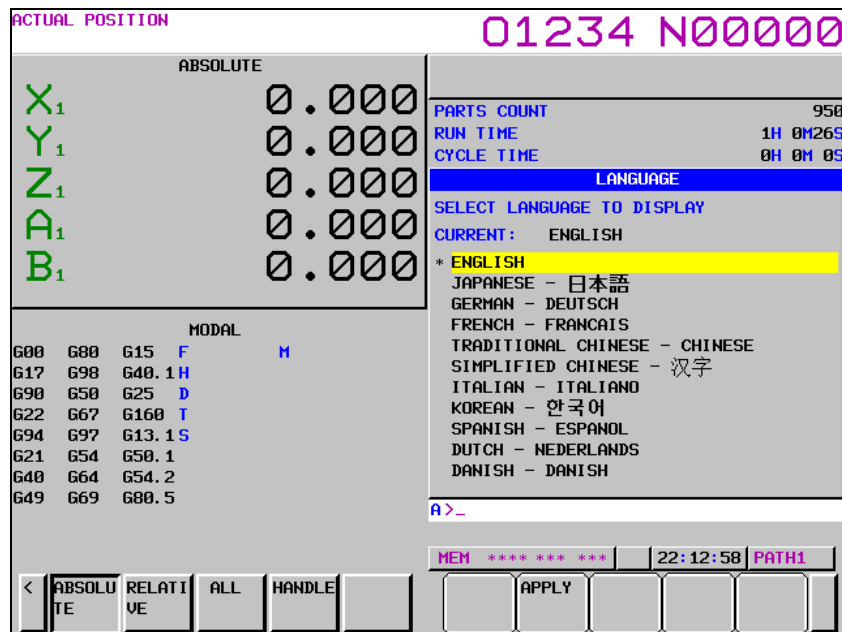 ACTUAL POSITION
O1234 N00000
ABSOLUTE
X1 0.000
Y1 0.000
Z1 0.000
A1 0.000
B1 0.000
MODAL
G00 G80 G15 F M
G17 G98 G40.1 H
G90 G50 G25 D
G22 G67 G160 T
G94 G97 G13.1 S
G21 G54 G50.1
G40 G64 G54.2
G49 G69 G80.5
PARTS COUNT 950
RUN TIME 1H 0M26S
CYCLE TIME 0H 0M 0S
LANGUAGE
SELECT LANGUAGE TO DISPLAY
CURRENT: ENGLISH
* ENGLISH
JAPANESE - 日本語
GERMAN - DEUTSCH
FRENCH - FRANCAIS
TRADITIONAL CHINESE - CHINESE
SIMPLIFIED CHINESE - 汉字
ITALIAN - ITALIANO
KOREAN - 한국어
SPANISH - ESPANOL
DUTCH - NEDERLANDS
DANISH - DANISH
A>_
MEM **** *** *** 22:12:58 PATH1
< ABSOLU RELATI ALL HANDLE APPLY
TE VE